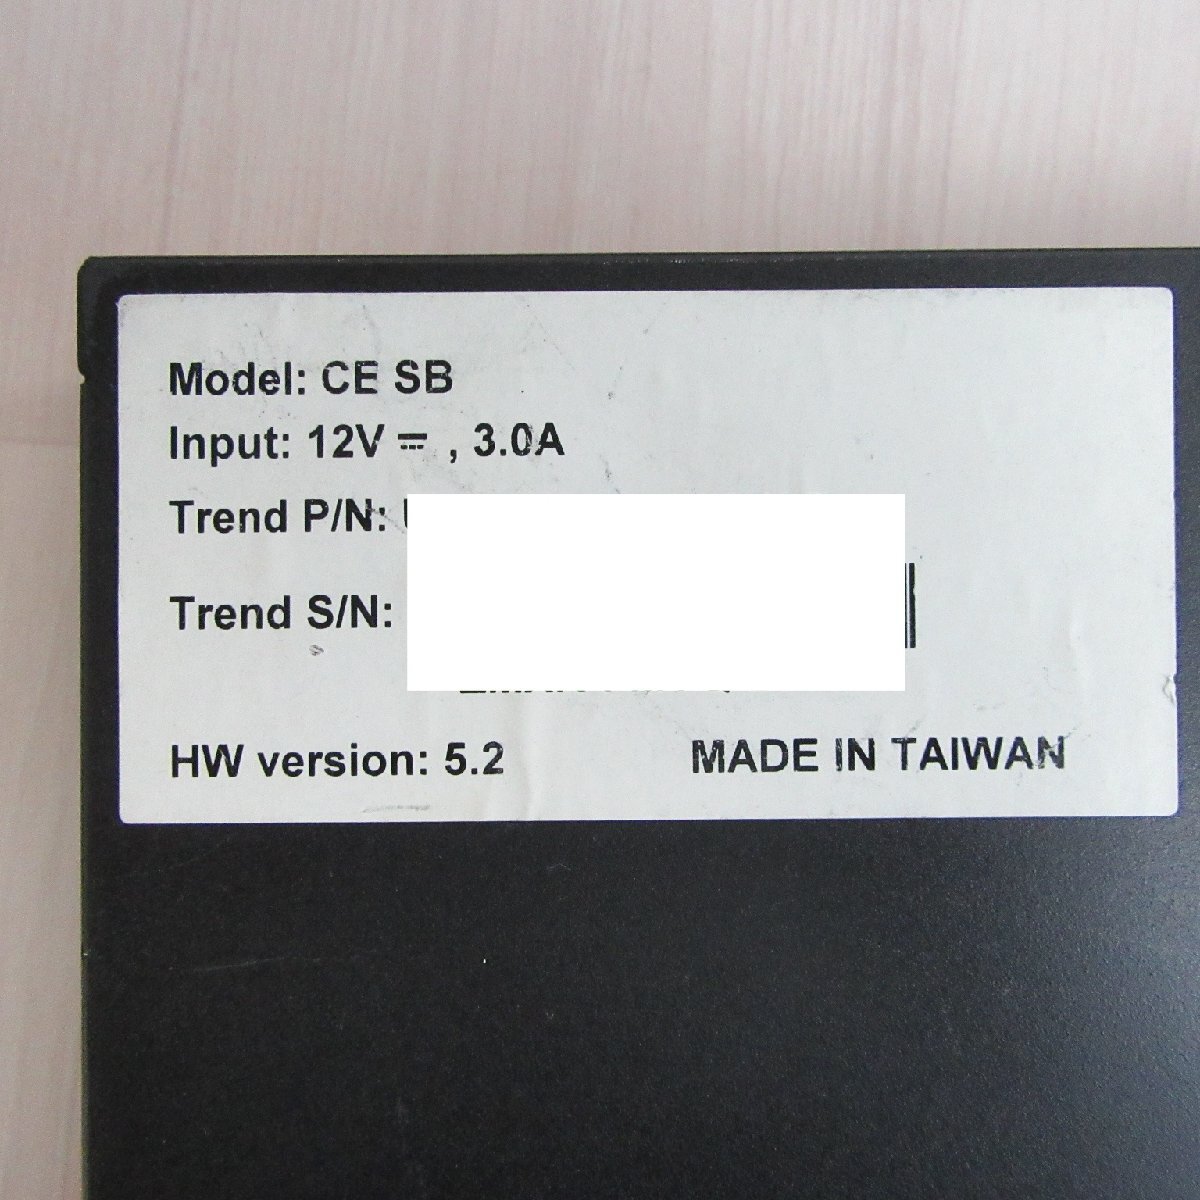 Model: CE SB
Input: 12V ⎓ , 3.0A
Trend P/N:
Trend S/N:
HW version: 5.2 MADE IN TAIWAN